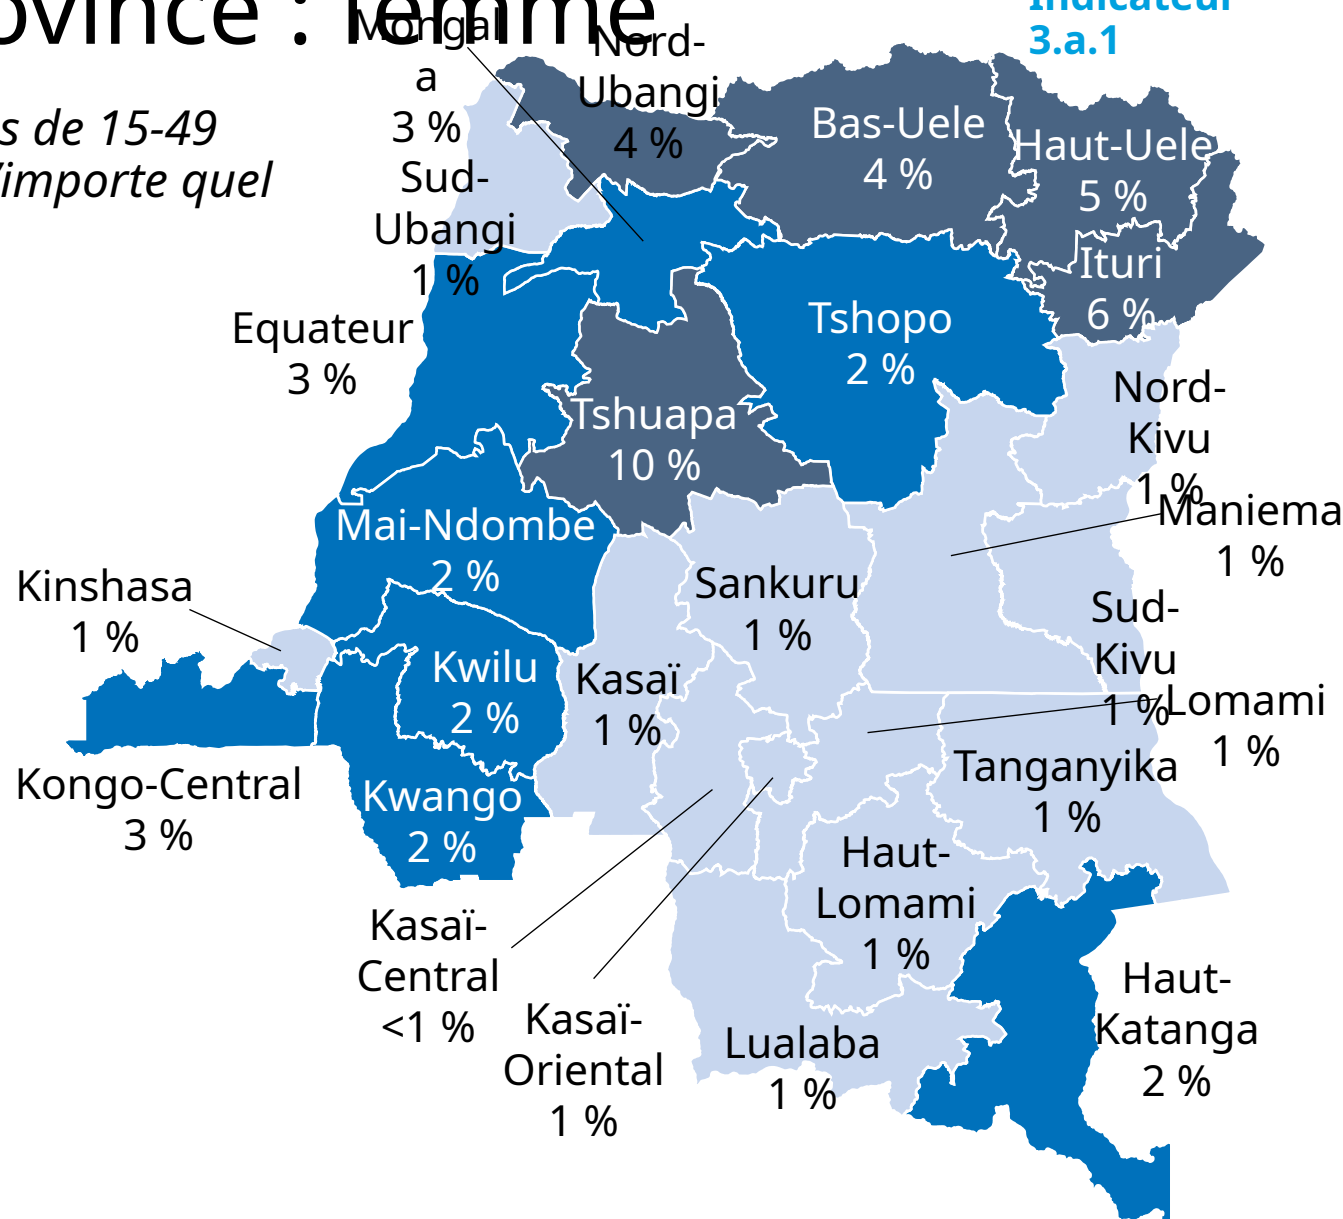 ovince : femme
Indicateur
3.a.1
s de 15-49
'importe quel
Mongal
a
3 %
Nord-
Ubangi
4 %
Bas-Uele
4 %
Haut-Uele
5 %
Sud-
Ubangi
1 %
Ituri
6 %
Equateur
3 %
Tshopo
2 %
Nord-
Kivu
1 %
Tshuapa
10 %
Maniema
1 %
Mai-Ndombe
2 %
Kinshasa
1 %
Sankuru
1 %
Sud-
Kivu
1 %
Kwilu
2 %
Kasaï
1 %
Lomami
1 %
Kongo-Central
3 %
Kwango
2 %
Tanganyika
1 %
Haut-
Lomami
1 %
Kasaï-
Central
<1 %
Kasaï-
Oriental
1 %
Lualaba
1 %
Haut-
Katanga
2 %